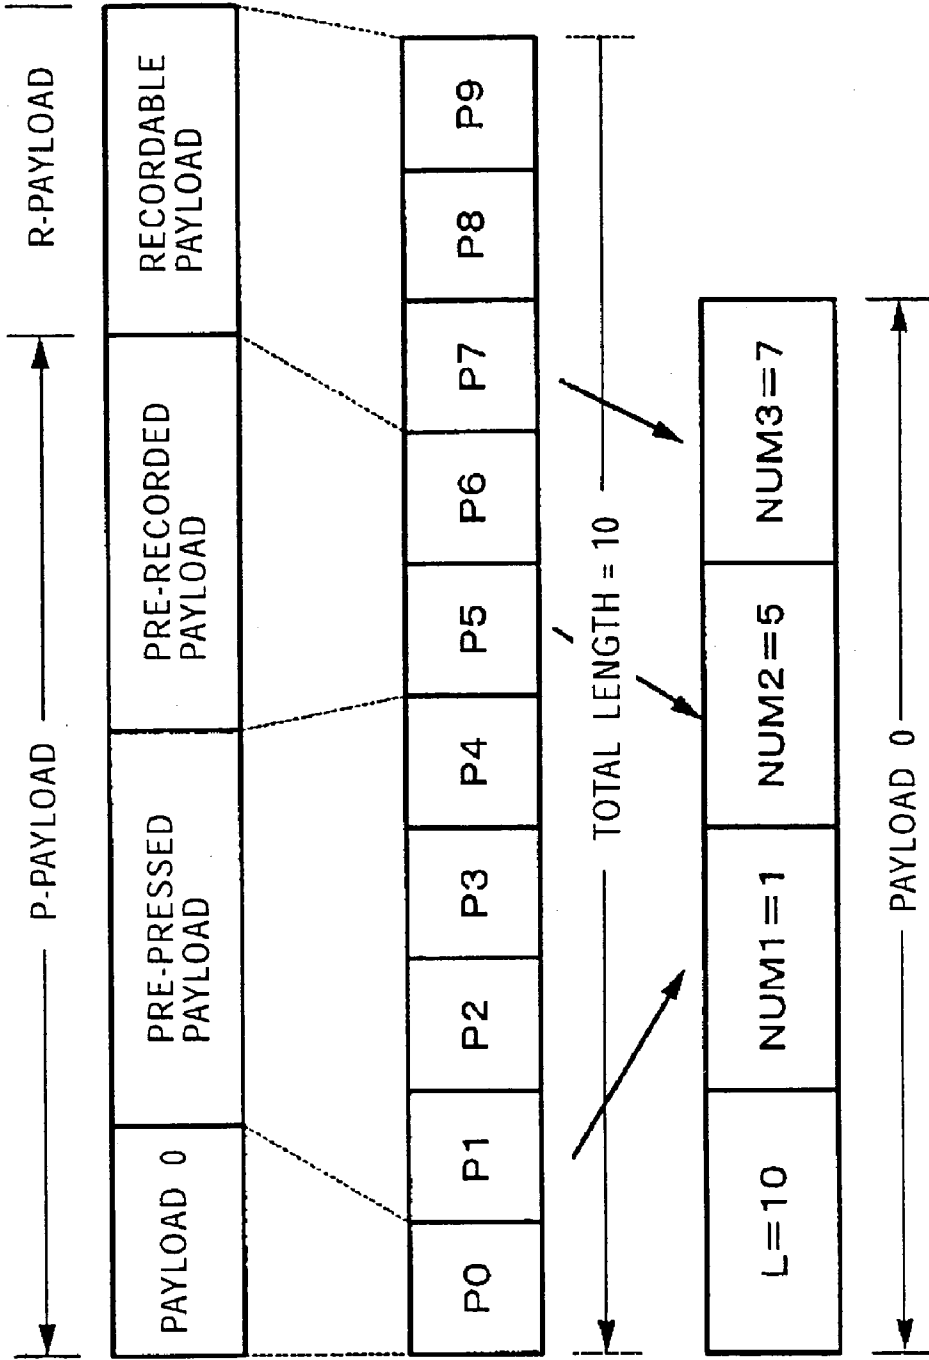 P-PAYLOAD
R-PAYLOAD
PAYLOAD 0
PRE-PRESSED
PAYLOAD
PRE-RECORDED
PAYLOAD
RECORDABLE
PAYLOAD
P0
P1
P2
P3
P4
P5
P6
P7
P8
P9
TOTAL LENGTH = 10
L=10
NUM1=1
NUM2=5
NUM3=7
PAYLOAD 0